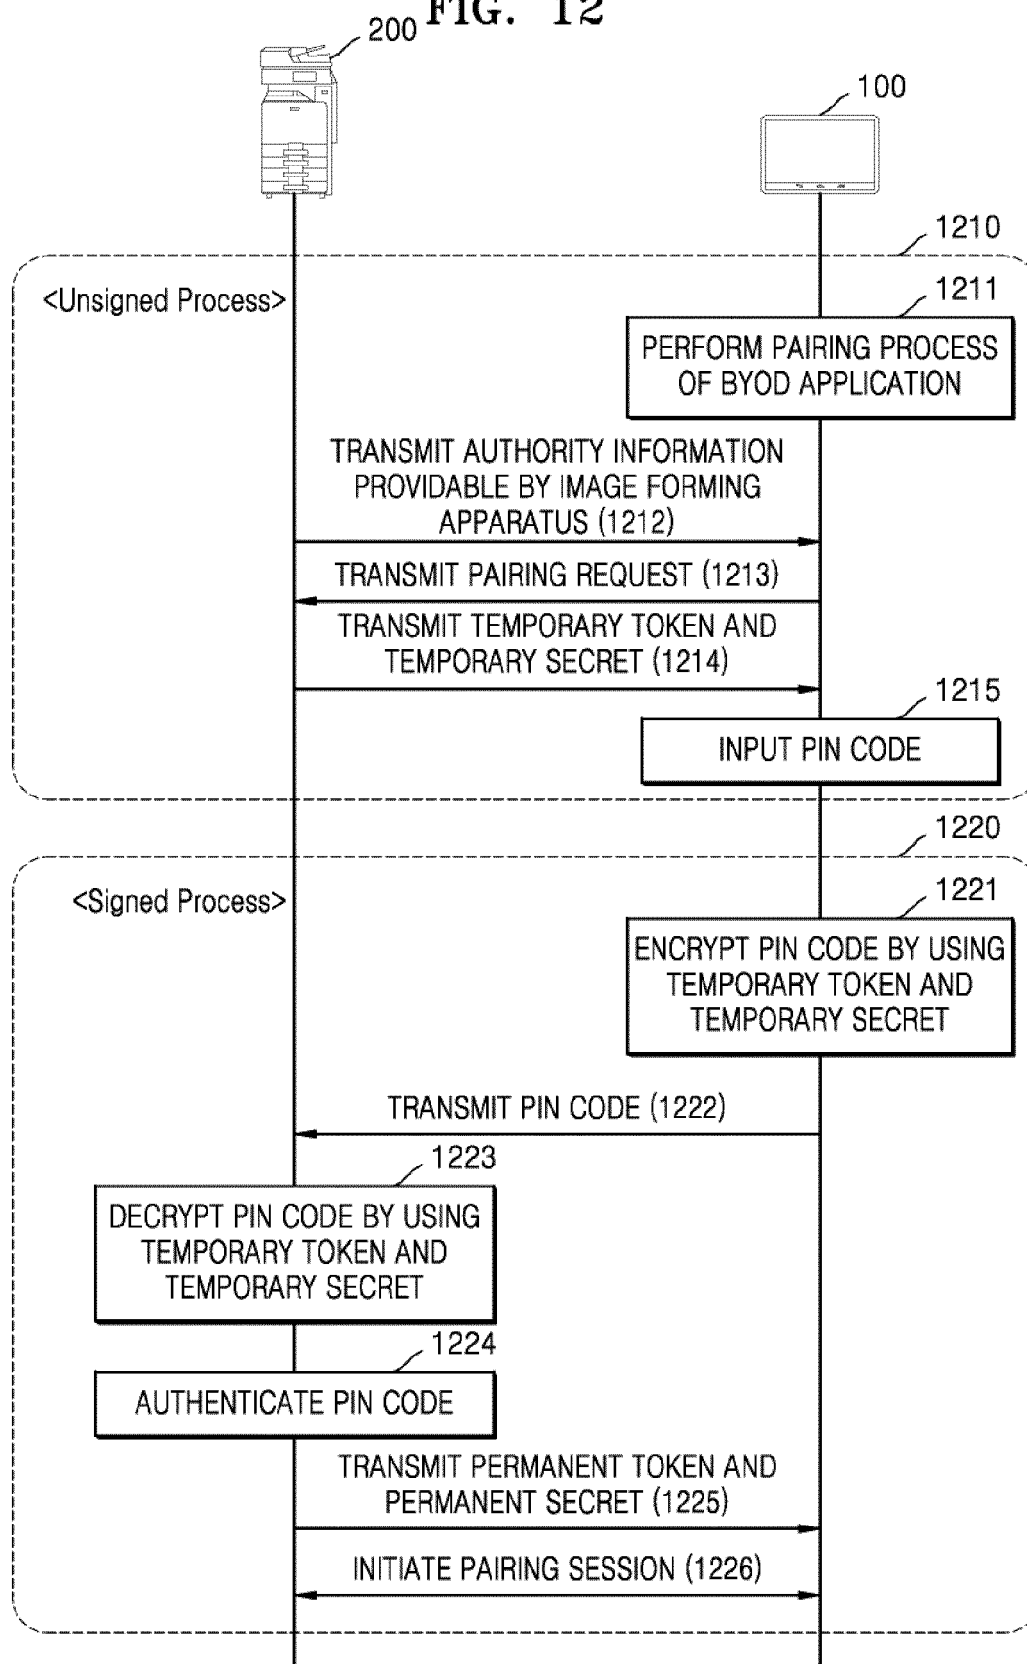 FIG. 12
200
100
1210
<Unsigned Process>
1211
PERFORM PAIRING PROCESS
OF BYOD APPLICATION
TRANSMIT AUTHORITY INFORMATION
PROVIDABLE BY IMAGE FORMING
APPARATUS (1212)
TRANSMIT PAIRING REQUEST (1213)
TRANSMIT TEMPORARY TOKEN AND
TEMPORARY SECRET (1214)
1215
INPUT PIN CODE
1220
<Signed Process>
1221
ENCRYPT PIN CODE BY USING
TEMPORARY TOKEN AND
TEMPORARY SECRET
TRANSMIT PIN CODE (1222)
1223
DECRYPT PIN CODE BY USING
TEMPORARY TOKEN AND
TEMPORARY SECRET
1224
AUTHENTICATE PIN CODE
TRANSMIT PERMANENT TOKEN AND
PERMANENT SECRET (1225)
INITIATE PAIRING SESSION (1226)